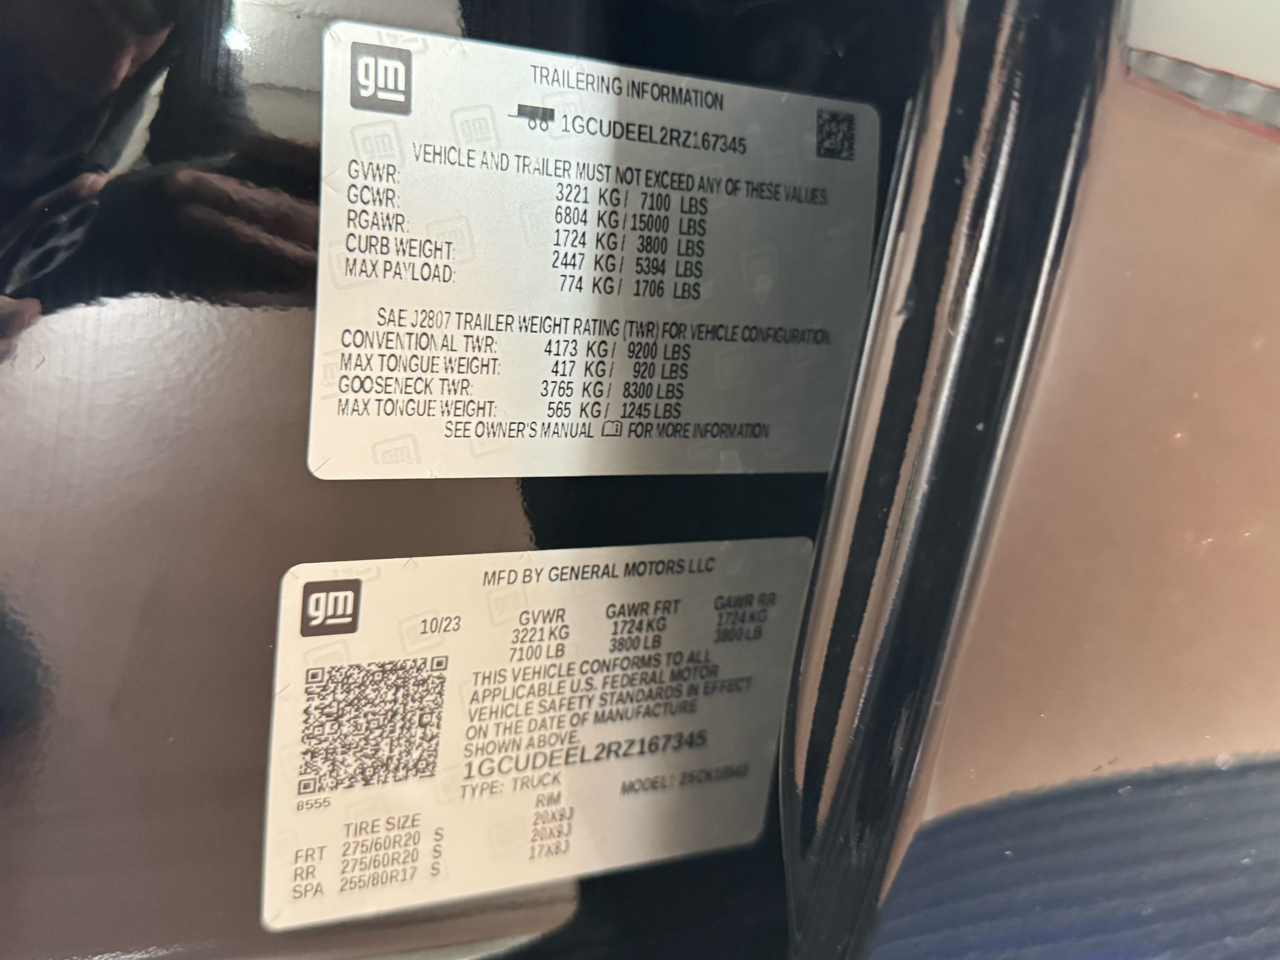 gm
TRAILERING INFORMATION
1GCUDEEL2RZ167345
VEHICLE AND TRAILER MUST NOT EXCEED ANY OF THESE VALUES
GVWR: 3221 KG/ 7100 LBS
GCWR: 6804 KG/ 15000 LBS
RGAWR: 1724 KG/ 3800 LBS
CURB WEIGHT: 2447 KG/ 5394 LBS
MAX PAYLOAD: 774 KG/ 1706 LBS
SAE J2807 TRAILER WEIGHT RATING (TWR) FOR VEHICLE CONFIGURATION
CONVENTIONAL TWR: 4173 KG/ 9200 LBS
MAX TONGUE WEIGHT: 417 KG/ 920 LBS
GOOSENECK TWR: 3765 KG/ 8300 LBS
MAX TONGUE WEIGHT: 565 KG/ 1245 LBS
SEE OWNER'S MANUAL FOR MORE INFORMATION
gm
MFD BY GENERAL MOTORS LLC
10/23
GVWR GAWR FRT GAWR RR
3221 KG 1724 KG 1724 KG
7100 LB 3800 LB 3800 LB
THIS VEHICLE CONFORMS TO ALL
APPLICABLE U.S. FEDERAL MOTOR
VEHICLE SAFETY STANDARDS IN EFFECT
ON THE DATE OF MANUFACTURE
SHOWN ABOVE.
1GCUDEEL2RZ167345
TYPE: TRUCK MODEL:
8555
TIRE SIZE RIM
FRT 275/60R20 S 20X9J
RR 275/60R20 S 20X9J
SPA 255/80R17 S 17X8J